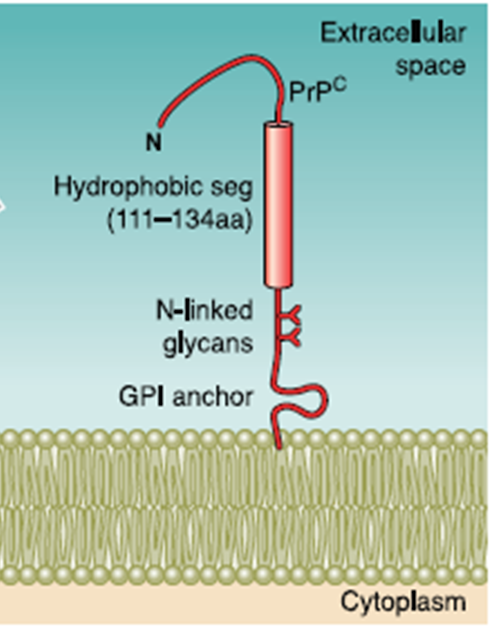 Extracellular
space
PrPC
N
Hydrophobic seg
(111–134aa)
N-linked
glycans
GPI anchor
Cytoplasm